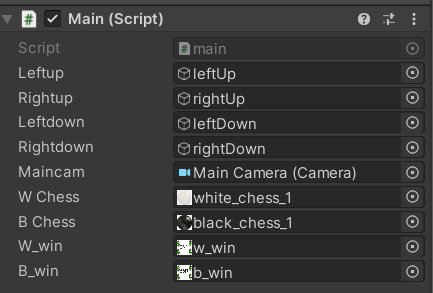 Main (Script)
Script main
Leftup leftUp
Rightup rightUp
Leftdown leftDown
Rightdown rightDown
Maincam Main Camera (Camera)
W Chess white_chess_1
B Chess black_chess_1
W_win w_win
B_win b_win